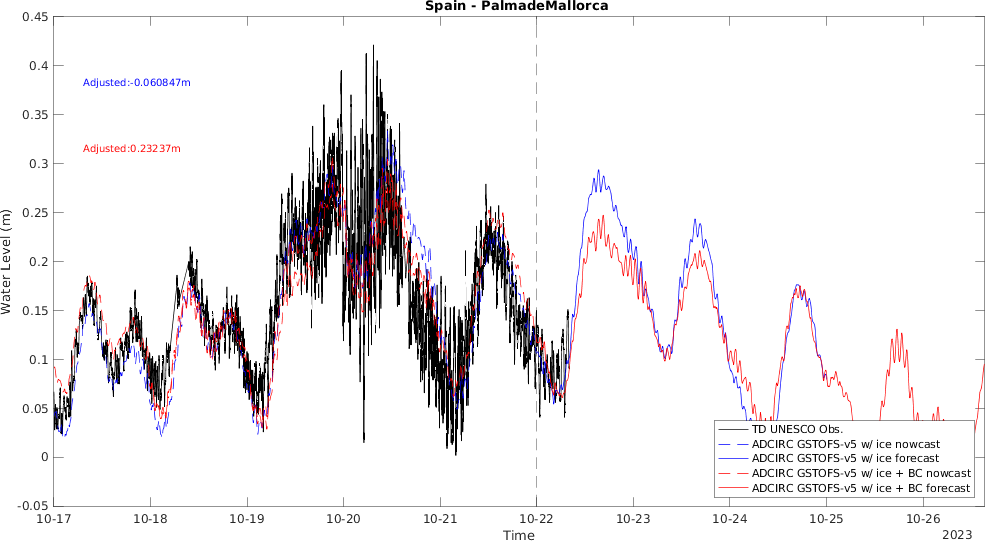 Spain - PalmadeMallorca
0.45
0.4
0.35
0.3
0.25
0.2
0.15
0.1
0.05
0
-0.05
Water Level (m)
Adjusted:-0.060847m
Adjusted:0.23237m
TD UNESCO Obs.
ADCIRC GSTOFS-v5 w/ ice nowcast
ADCIRC GSTOFS-v5 w/ ice forecast
ADCIRC GSTOFS-v5 w/ ice + BC nowcast
ADCIRC GSTOFS-v5 w/ ice + BC forecast
10-17 10-18 10-19 10-20 10-21 10-22 10-23 10-24 10-25 10-26
Time
2023